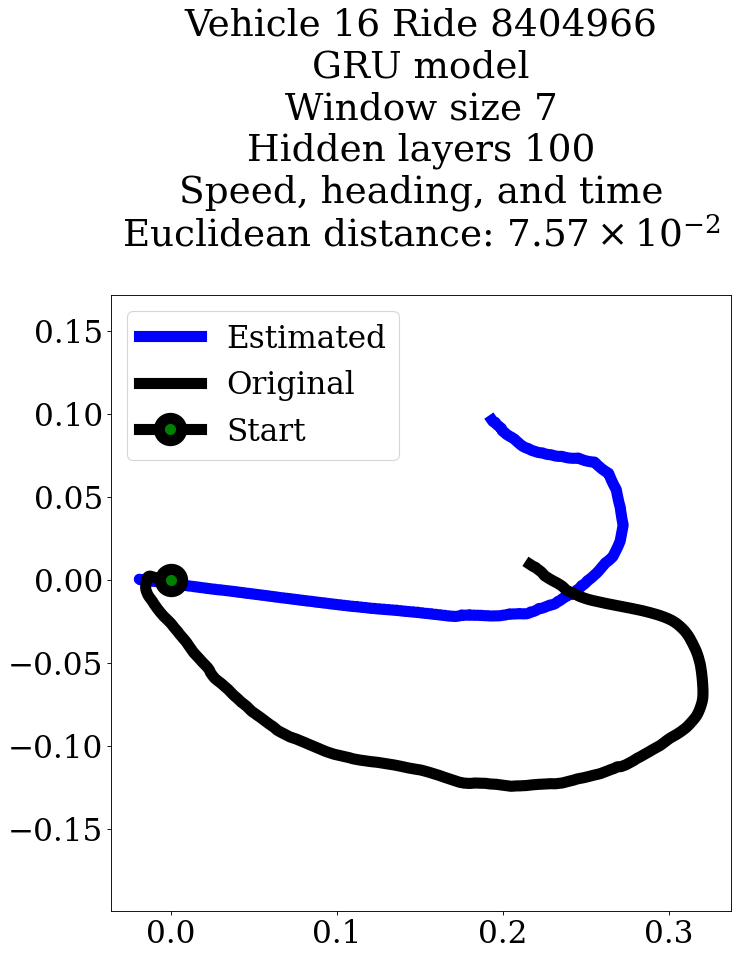 Vehicle 16 Ride 8404966
GRU model
Window size 7
Hidden layers 100
Speed, heading, and time
Euclidean distance: 7.57 × 10⁻²
Estimated
Original
Start
0.15
0.10
0.05
0.00
−0.05
−0.10
−0.15
0.0 0.1 0.2 0.3